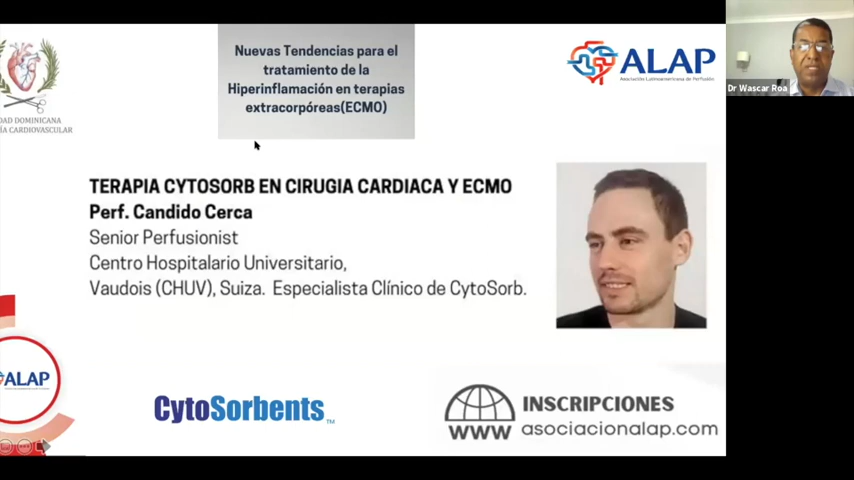 Nuevas Tendencias para el
tratamiento de la
Hiperinflamación en terapias
extracorpóreas(ECMO)
ALAP
Asociación Latinoamericana de Perfusión
Dr Wascar Roa
DAD DOMINICANA
ÍA CARDIOVASCULAR
TERAPIA CYTOSORB EN CIRUGIA CARDIACA Y ECMO
Perf. Candido Cerca
Senior Perfusionist
Centro Hospitalario Universitario,
Vaudois (CHUV), Suiza. Especialista Clínico de CytoSorb.
ALAP
CytoSorbents™
INSCRIPCIONES
www asociacionalap.com